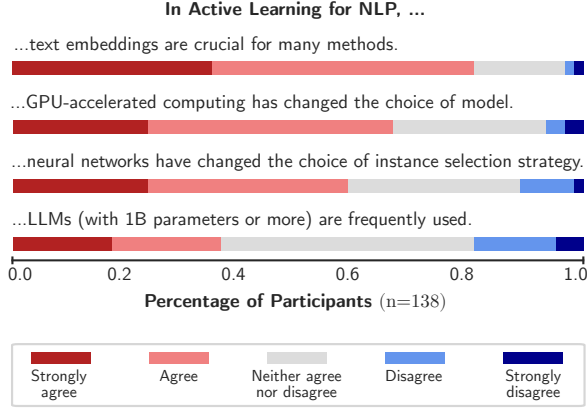 In Active Learning for NLP, ...
...text embeddings are crucial for many methods.
...GPU-accelerated computing has changed the choice of model.
...neural networks have changed the choice of instance selection strategy.
...LLMs (with 1B parameters or more) are frequently used.
0.0 0.2 0.4 0.6 0.8 1.0
Percentage of Participants (n=138)
Strongly agree
Agree
Neither agree nor disagree
Disagree
Strongly disagree